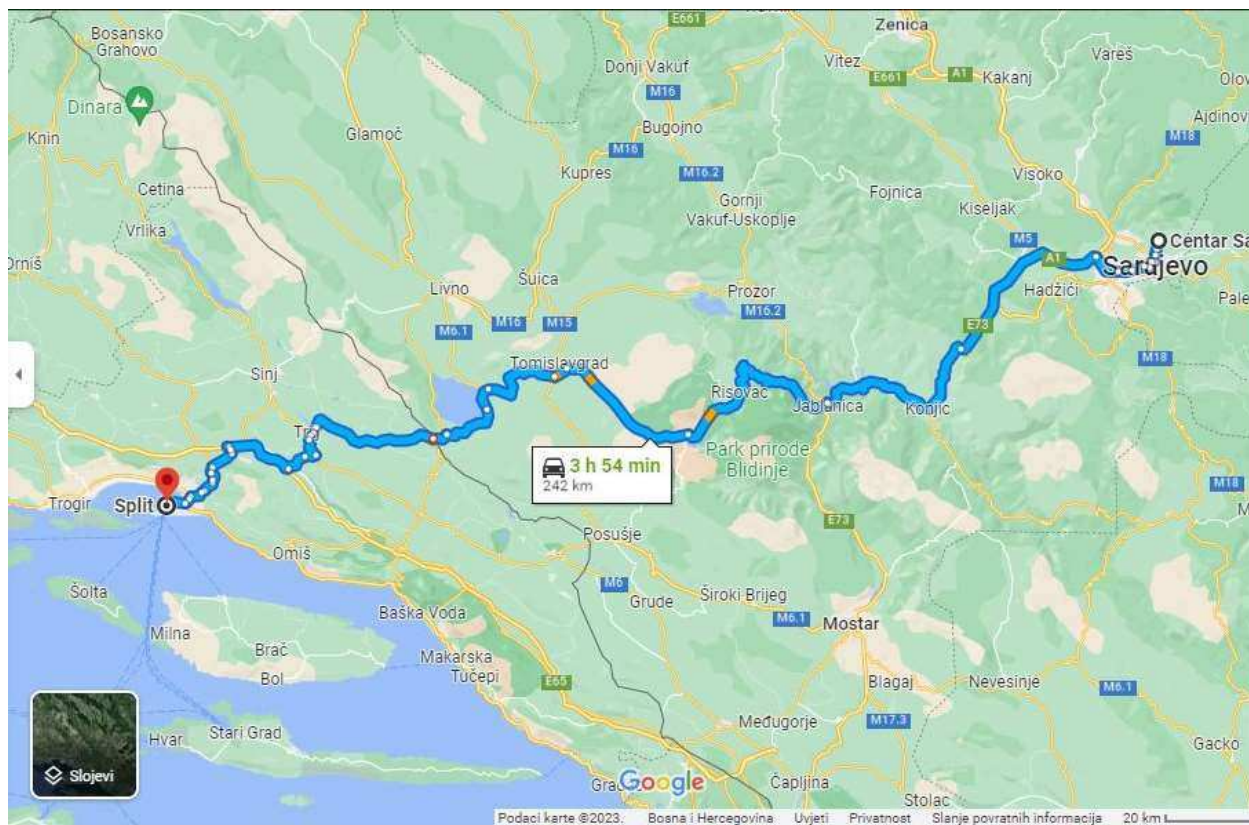 Bosansko
Grahovo
E661
Zenica
Vareš
Donji Vakuf
Vitez
E661
A1
Kakanj
M16
Dinara
Glamoč
Bugojno
M18
Knin
M16
Visoko
Kupres
M16.2
Fojnica
Cetina
Gornji
Vakuf-Uskoplje
Kiseljak
Vrlika
M5
Centar Sa
A1
Sarajevo
Šuica
Livno
Prozor
Hadžići
Pale
M16.2
M6.1
M16
M15
E73
M18
Tomislavgrad
Sinj
Risovac
Jablanica
Konjic
Park prirode
Blidinje
3 h 54 min
242 km
M18
Trogir
Split
E73
Posušje
Omiš
Šolta
M6
Grude
Široki Brijeg
M6.1
Baška Voda
Milna
Mostar
Brač
Bol
Makarska
Tučepi
E65
Blagaj
Nevesinje
M6.1
Međugorje
M17.3
Hvar
Stari Grad
Gacko
Slojevi
Google
Čapljina
Stolac
Podaci karte ©2023. Bosna i Hercegovina Uvjeti Privatnost Slanje povratnih informacija 20 km